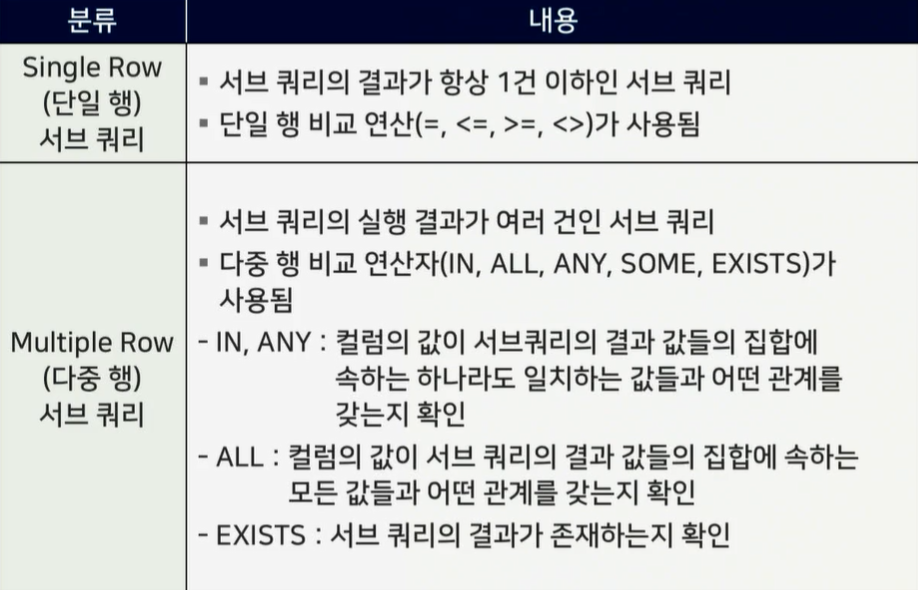 분류
내용
Single Row
(단일 행)
서브 쿼리
▪ 서브 쿼리의 결과가 항상 1건 이하인 서브 쿼리
▪ 단일 행 비교 연산(=, <=, >=, <>)가 사용됨
Multiple Row
(다중 행)
서브 쿼리
▪ 서브 쿼리의 실행 결과가 여러 건인 서브 쿼리
▪ 다중 행 비교 연산자(IN, ALL, ANY, SOME, EXISTS)가
사용됨
- IN, ANY : 컬럼의 값이 서브쿼리의 결과 값들의 집합에
속하는 하나라도 일치하는 값들과 어떤 관계를
갖는지 확인
- ALL : 컬럼의 값이 서브 쿼리의 결과 값들의 집합에 속하는
모든 값들과 어떤 관계를 갖는지 확인
- EXISTS : 서브 쿼리의 결과가 존재하는지 확인